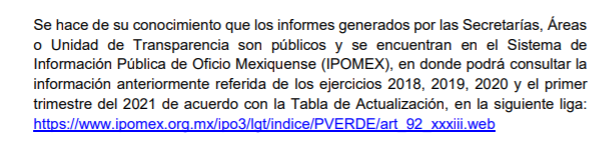 Se hace de su conocimiento que los informes generados por las Secretarías, Áreas
o Unidad de Transparencia son públicos y se encuentran en el Sistema de
Información Pública de Oficio Mexiquense (IPOMEX), en donde podrá consultar la
información anteriormente referida de los ejercicios 2018, 2019, 2020 y el primer
trimestre del 2021 de acuerdo con la Tabla de Actualización, en la siguiente liga:
https://www.ipomex.org.mx/ipo3/lgt/indice/PVERDE/art_92_xxxiii.web